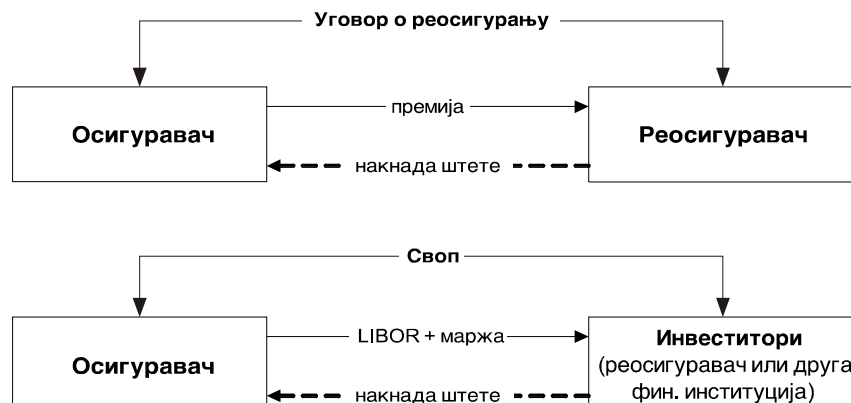 Уговор о реосигурању
Осигуравач
премија
Реосигуравач
накнада штете
Своп
Осигуравач
LIBOR + маржа
Инвеститори
(реосигуравач или друга
фин. институција)
накнада штете